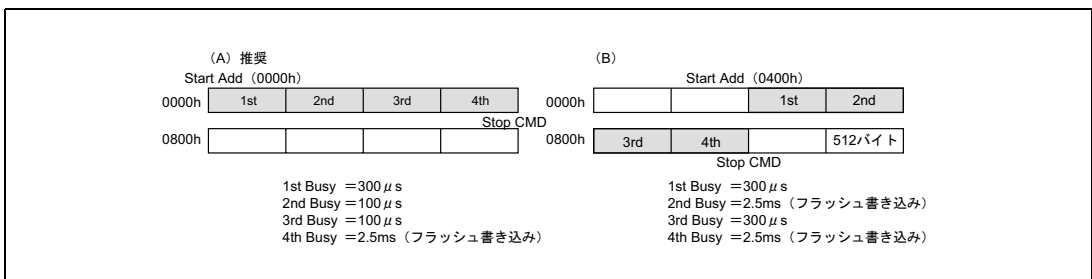 (A) 推奨
Start Add (0000h)
0000h 1st 2nd 3rd 4th
Stop CMD
0800h
1st Busy =300μs
2nd Busy =100μs
3rd Busy =100μs
4th Busy =2.5ms(フラッシュ書き込み)
(B)
Start Add (0400h)
0000h 1st 2nd
0800h 3rd 4th 512バイト
Stop CMD
1st Busy =300μs
2nd Busy =2.5ms(フラッシュ書き込み)
3rd Busy =300μs
4th Busy =2.5ms(フラッシュ書き込み)